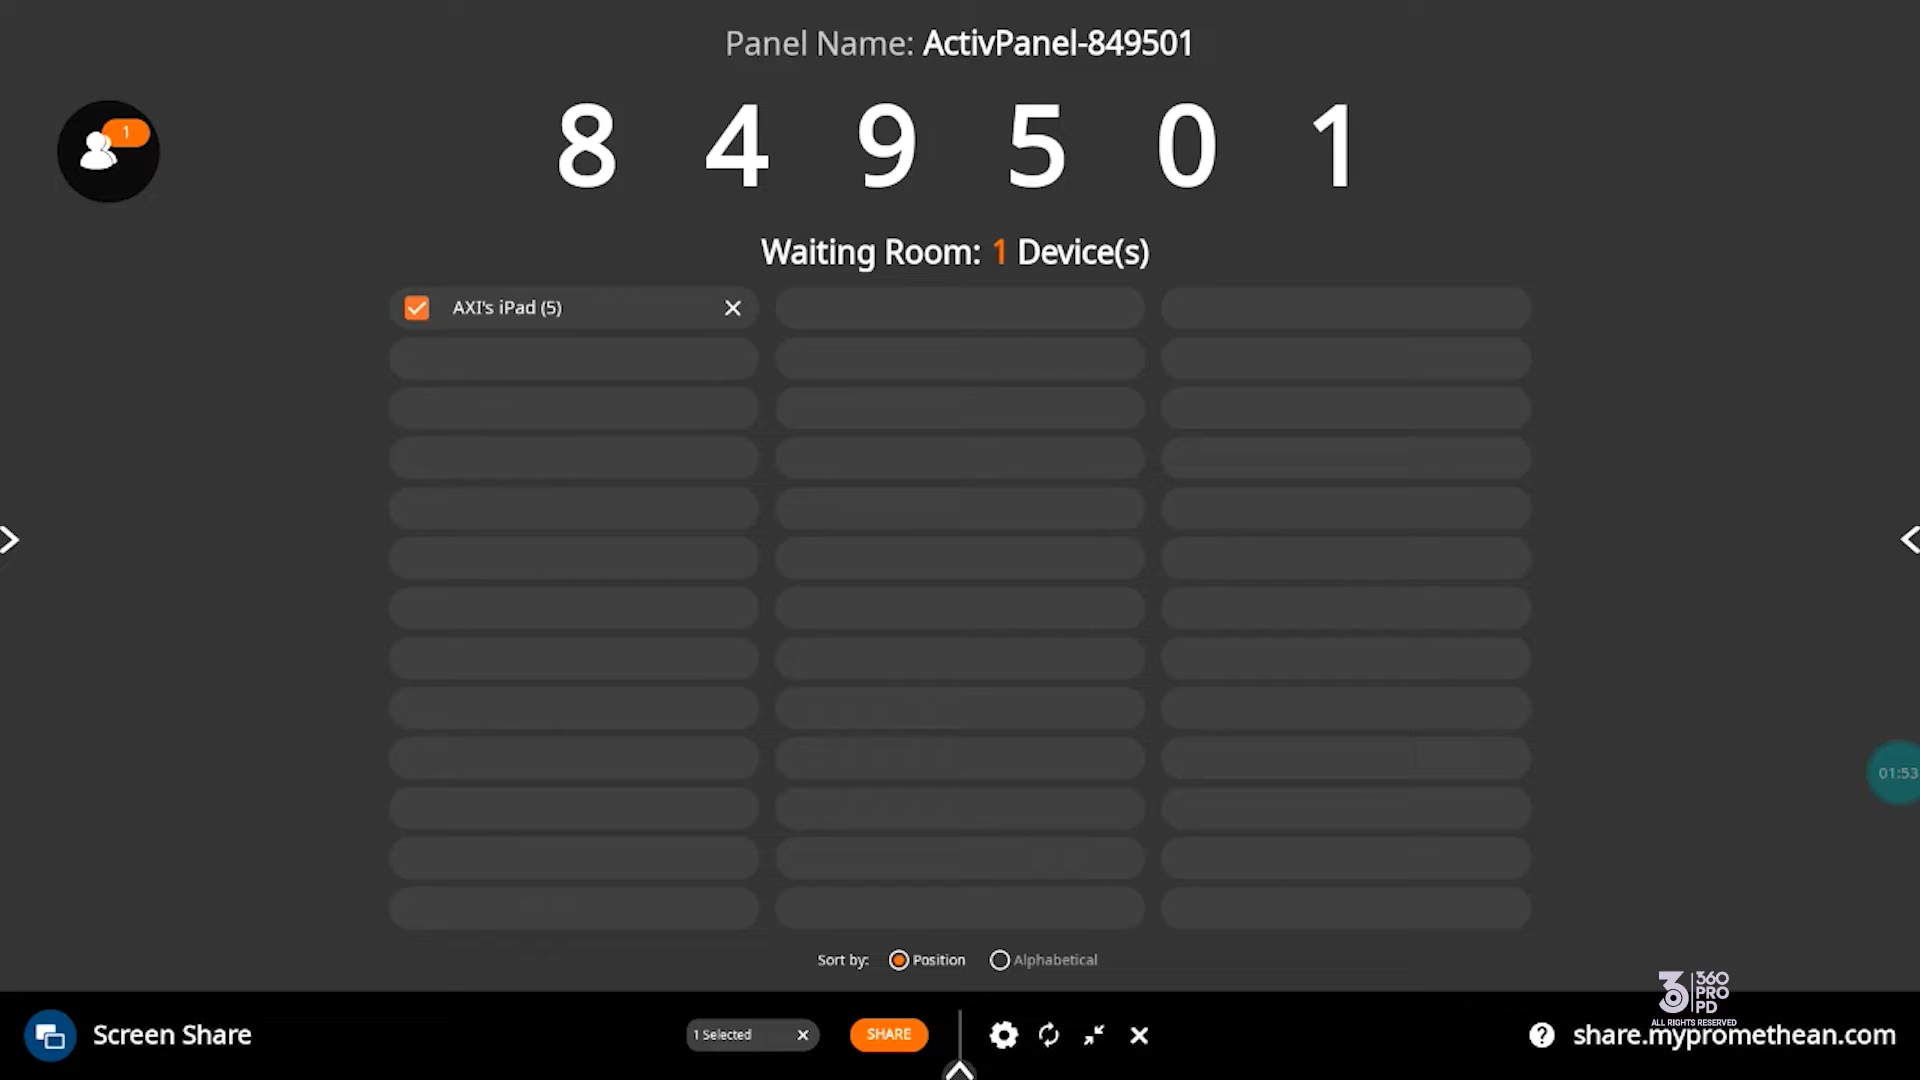 Panel Name: ActivPanel-849501
1
8 4 9 5 0 1
Waiting Room: 1 Device(s)
AXI's iPad (5)
01:53
Sort by: Position Alphabetical
360
PRO
PD
ALL RIGHTS RESERVED
Screen Share
1 Selected
SHARE
share.mypromethean.com